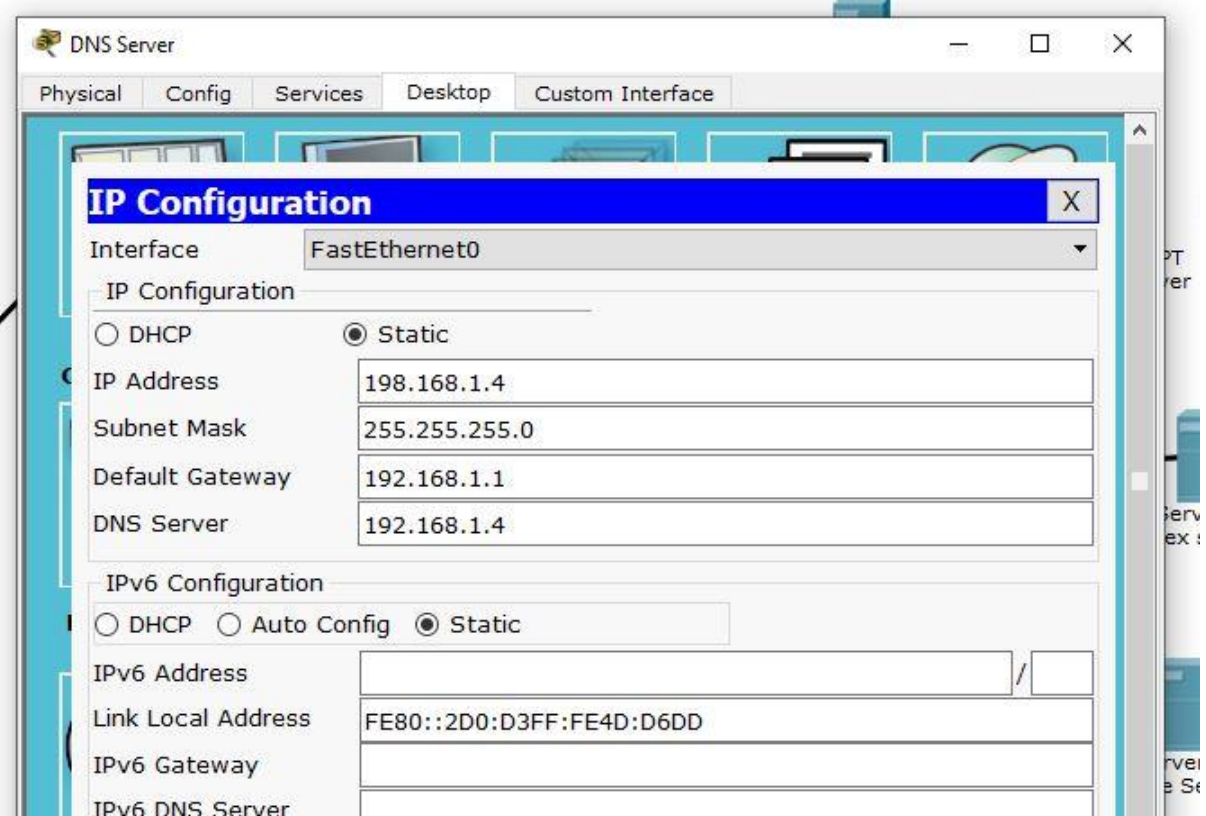 DNS Server
Physical Config Services Desktop Custom Interface
IP Configuration X
Interface FastEthernet0
IP Configuration
DHCP Static
IP Address 198.168.1.4
Subnet Mask 255.255.255.0
Default Gateway 192.168.1.1
DNS Server 192.168.1.4
IPv6 Configuration
DHCP Auto Config Static
IPv6 Address /
Link Local Address FE80::2D0:D3FF:FE4D:D6DD
IPv6 Gateway
IPv6 DNS Server